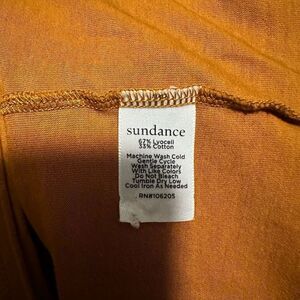 sundance
67% Lyocell
33% Cotton
Machine Wash Cold
Gentle Cycle
Wash Separately
With Like Colors
Do Not Bleach
Tumble Dry Low
Cool Iron As Needed
RN#106205